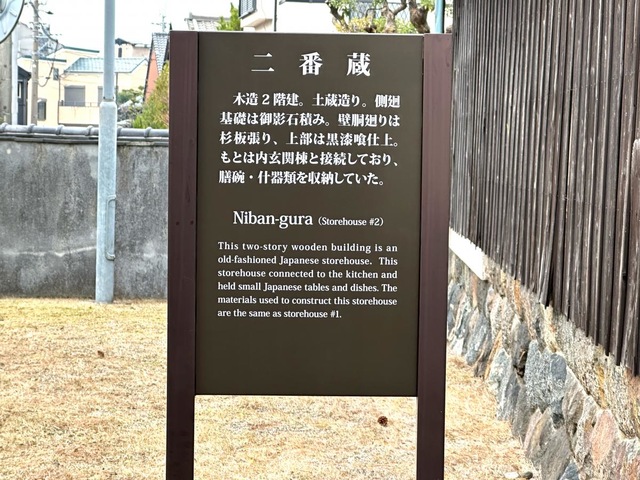 二番蔵
木造2階建。土蔵造り。側廻
基礎は御影石積み。壁胴廻りは
杉板張り、上部は黒漆喰仕上。
もとは内玄関棟と接続しており、
膳碗・什器類を収納していた。
Niban-gura (Storehouse #2)
This two-story wooden building is an
old-fashioned Japanese storehouse. This
storehouse connected to the kitchen and
held small Japanese tables and dishes. The
materials used to construct this storehouse
are the same as storehouse #1.